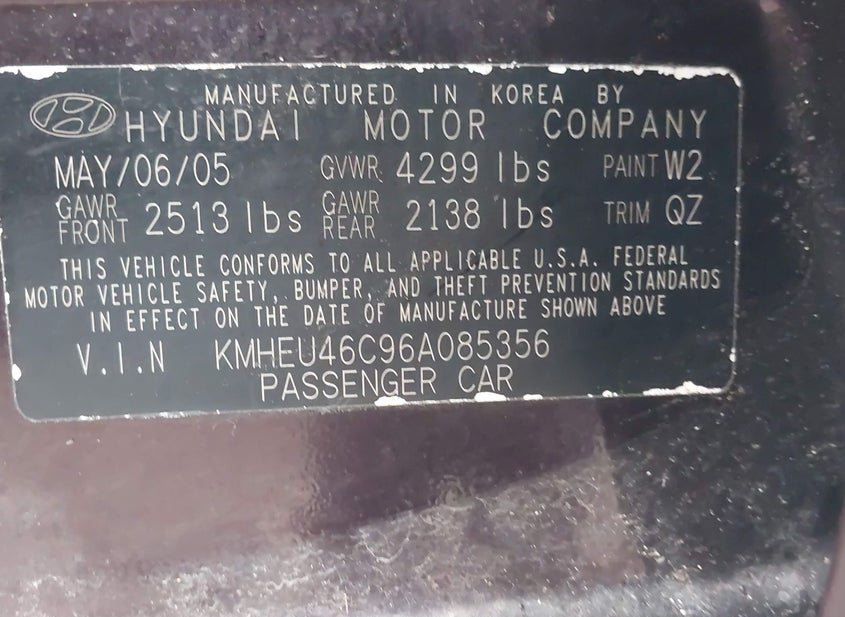 MANUFACTURED IN KOREA BY
HYUNDAI MOTOR COMPANY
MAY/06/05 GVWR 4299 lbs PAINT W2
GAWR FRONT 2513 lbs GAWR REAR 2138 lbs TRIM QZ
THIS VEHICLE CONFORMS TO ALL APPLICABLE U.S.A. FEDERAL
MOTOR VEHICLE SAFETY, BUMPER, AND THEFT PREVENTION STANDARDS
IN EFFECT ON THE DATE OF MANUFACTURE SHOWN ABOVE
V.I.N KMHEU46C96A085356
PASSENGER CAR